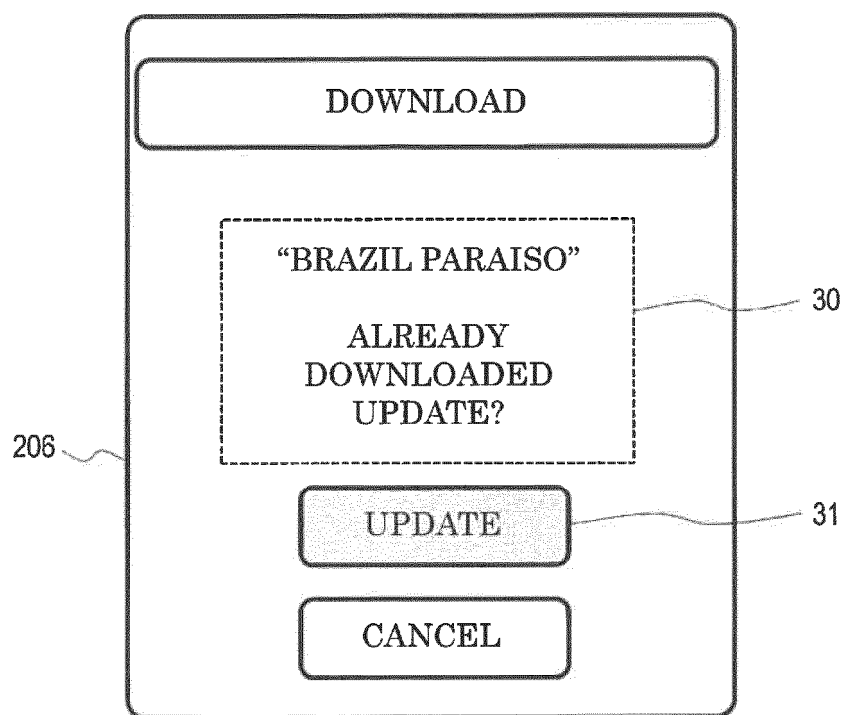 DOWNLOAD
“BRAZIL PARAISO”
30
ALREADY
DOWNLOADED
UPDATE?
206
UPDATE
31
CANCEL